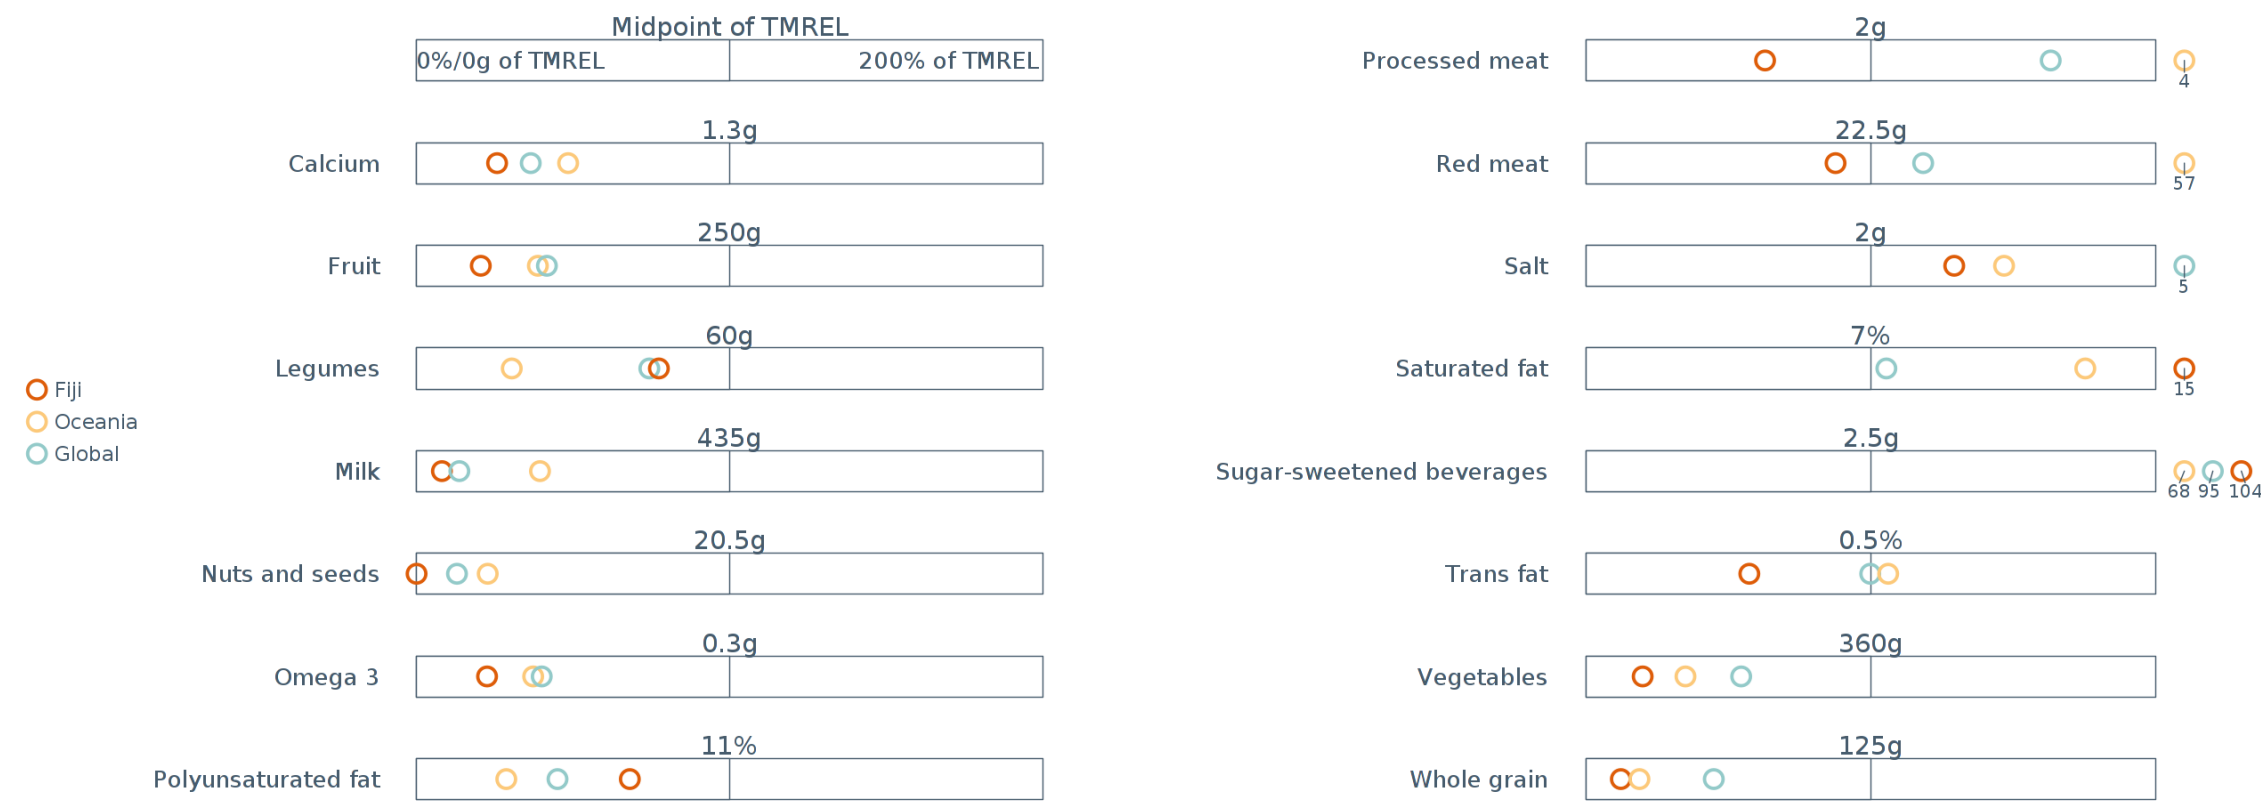 Midpoint of TMREL
0%/0g of TMREL
200% of TMREL
Calcium
1.3g
Fruit
250g
Legumes
60g
Milk
435g
Nuts and seeds
20.5g
Omega 3
0.3g
Polyunsaturated fat
11%
Fiji
Oceania
Global
Processed meat
2g
4
Red meat
22.5g
57
Salt
2g
5
Saturated fat
7%
15
Sugar-sweetened beverages
2.5g
68 95 104
Trans fat
0.5%
Vegetables
360g
Whole grain
125g